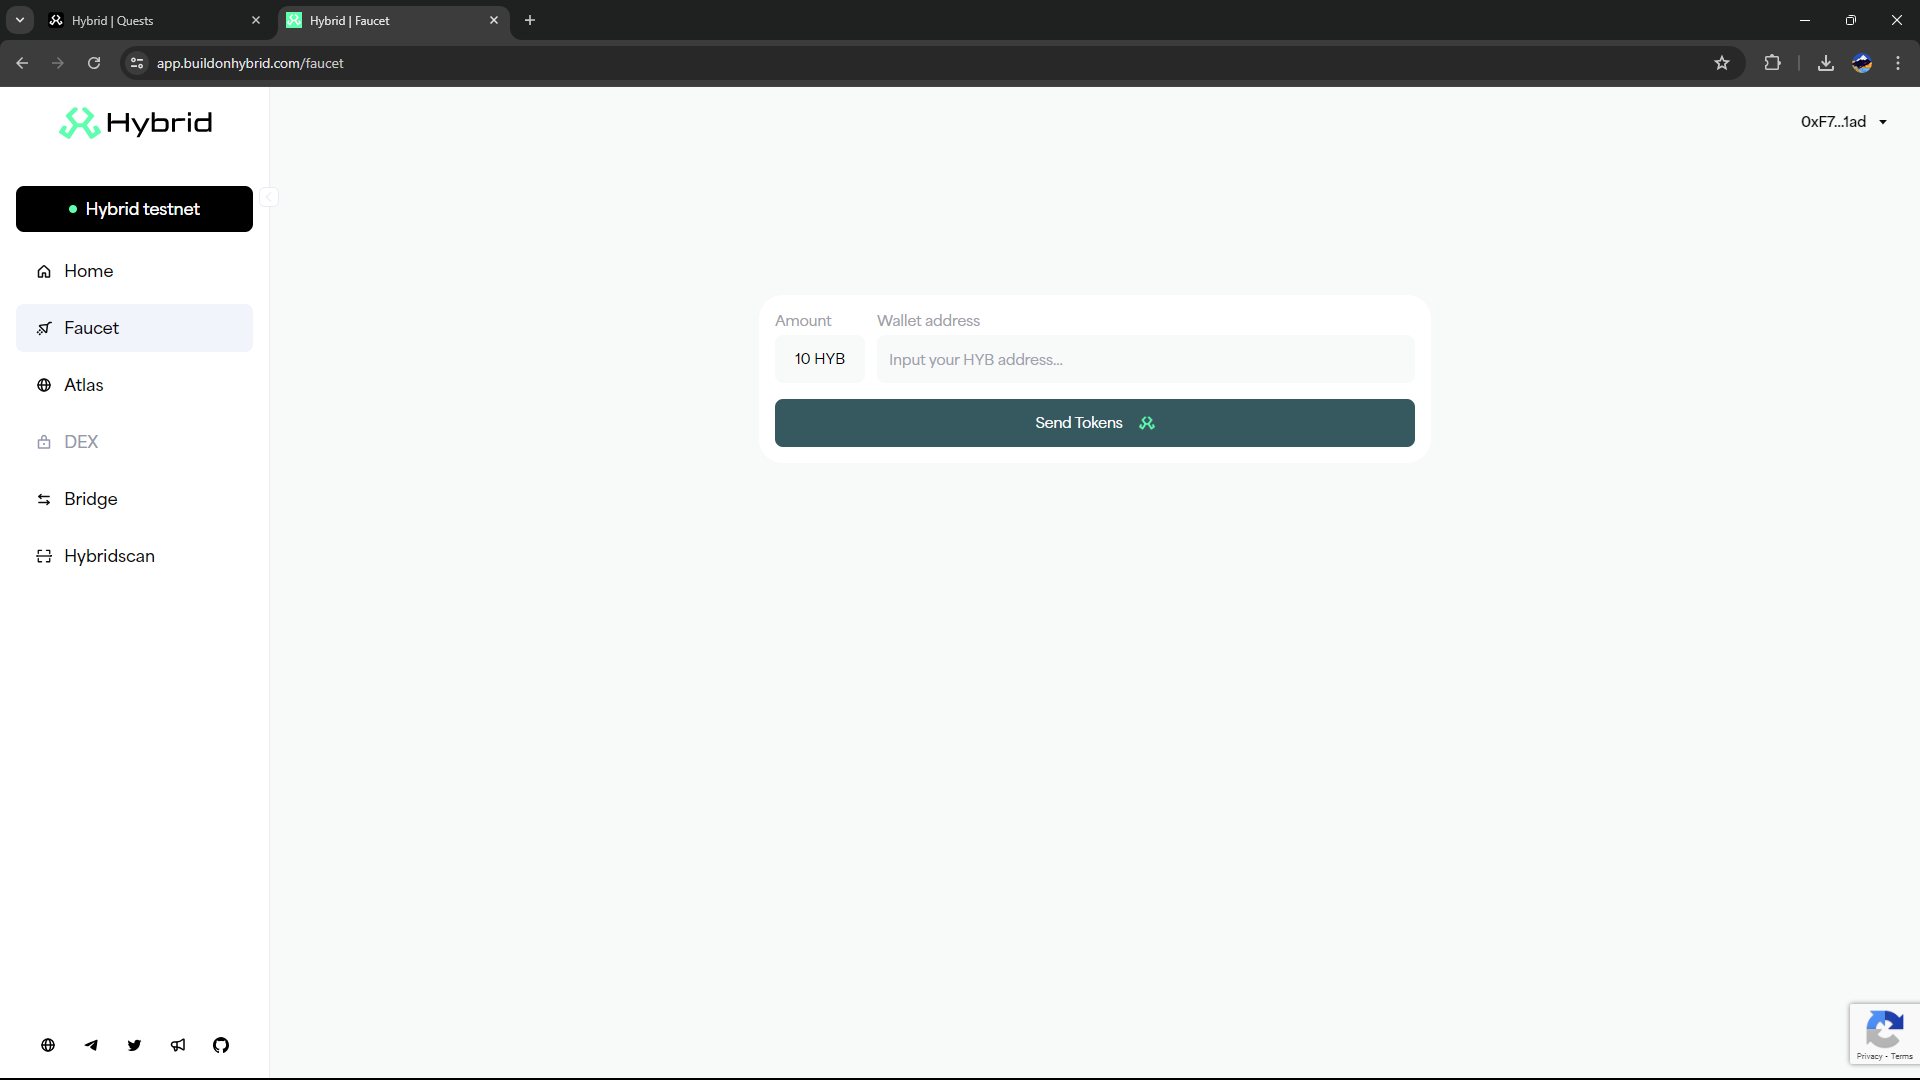 Hybrid | Quests
Hybrid | Faucet
app.buildonhybrid.com/faucet
Hybrid
0xF7...1ad
Hybrid testnet
Home
Faucet
Atlas
DEX
Bridge
Hybridscan
Amount
Wallet address
10 HYB
Input your HYB address...
Send Tokens
Privacy - Terms